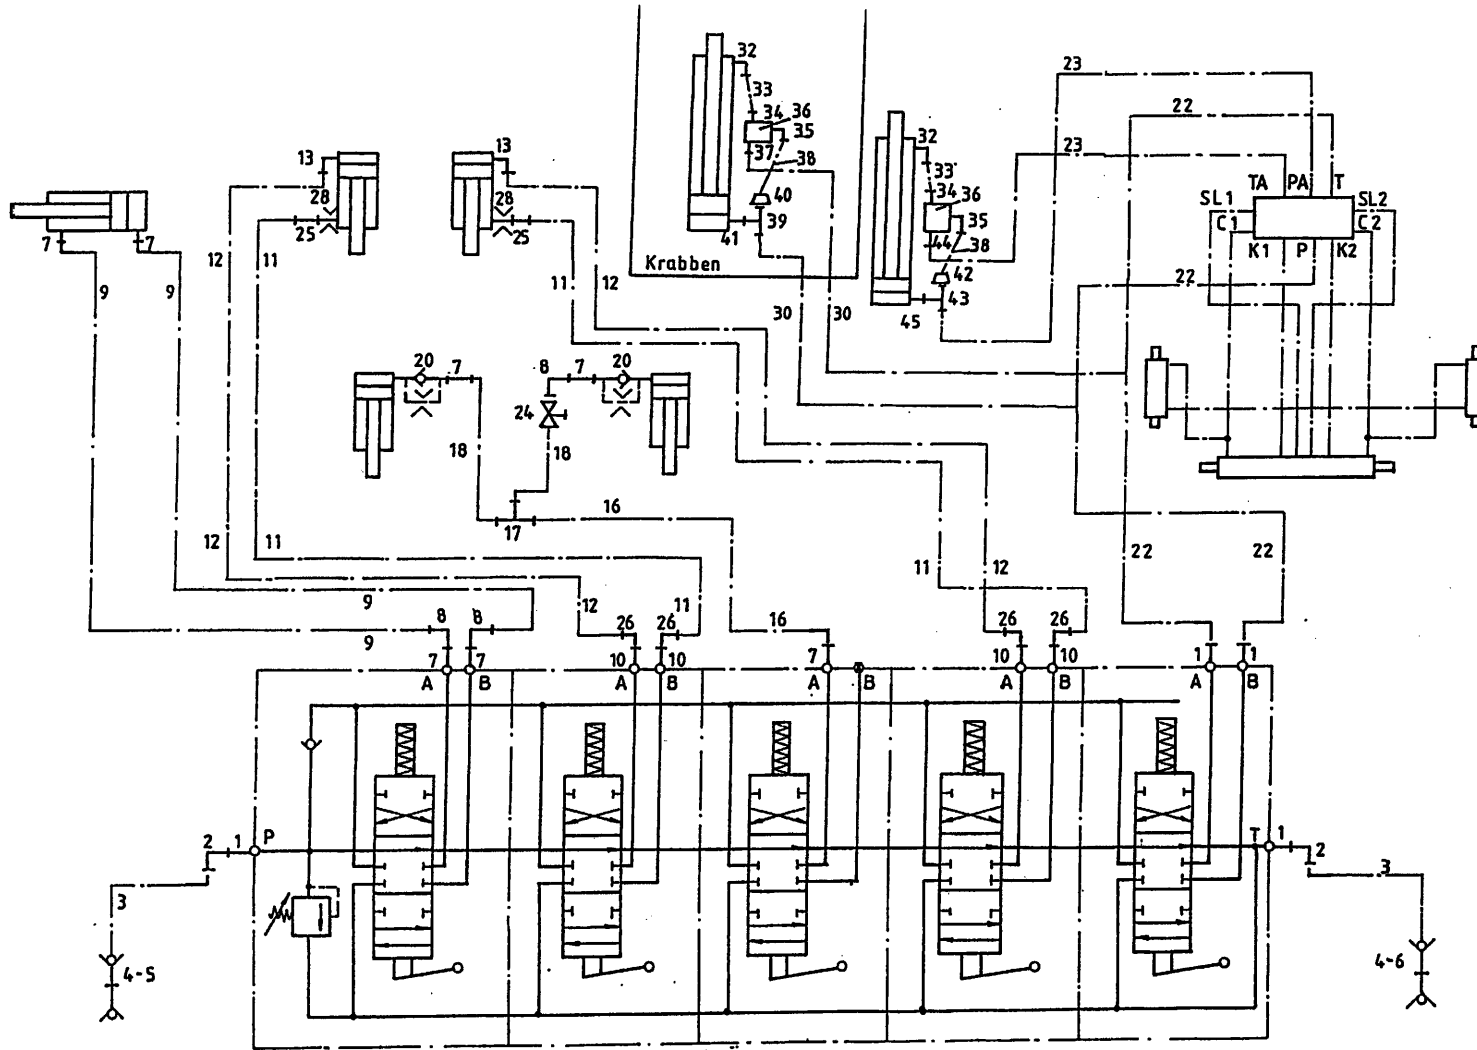 23
32
33
22
34 36
35
13 13 32 23
37 38 33
34 36 TA PA T
28 28 40 35 SL1 SL2
7 7 25 25 39 44 38 C1 C2
41 K1 P K2
12 11 Krabben 42
9 9 11 12 43 22
30 30 45
20 8 7 20
7
24
18 18
16
17
12 11 22 22
11 12
9 12 11
8 8 26 26 16 26 26
9
7 7 10 10 7 10 10 1 1
A B A B A B A B A B
2 1 P T 1
2
3 3
4-5 4-6